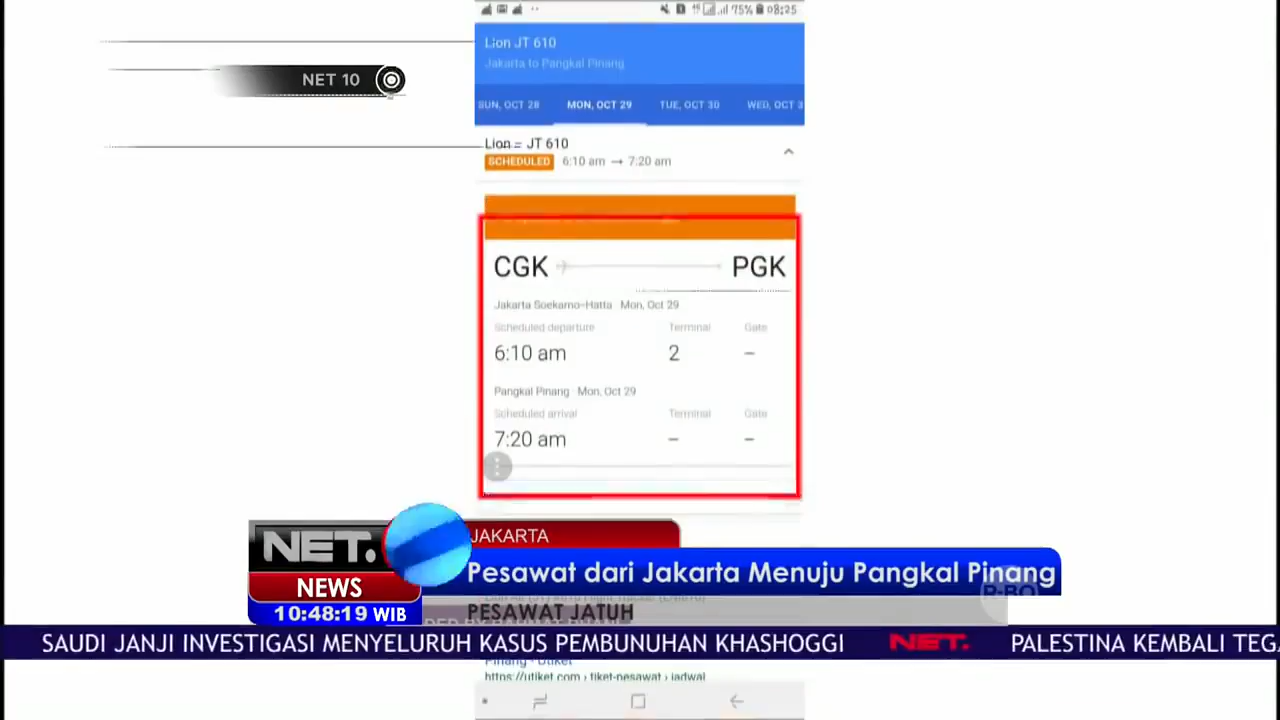 75% 08:25
Lion JT 610
Jakarta to Pangkal Pinang
NET 10
SUN, OCT 28 MON, OCT 29 TUE, OCT 30 WED, OCT 3
Lion = JT 610
SCHEDULED 6:10 am → 7:20 am
CGK PGK
Jakarta Soekarno–Hatta · Mon, Oct 29
Scheduled departure Terminal Gate
6:10 am 2 –
Pangkal Pinang · Mon, Oct 29
Scheduled arrival Terminal Gate
7:20 am – –
JAKARTA
NET.
Pesawat dari Jakarta Menuju Pangkal Pinang
NEWS
PESAWAT JATUH
10:48:19 WIB
SAUDI JANJI INVESTIGASI MENYELURUH KASUS PEMBUNUHAN KHASHOGGI NET. PALESTINA KEMBALI TEGA
Pinang - Utiket
https://utiket.com › tiket-pesawat › jadwal